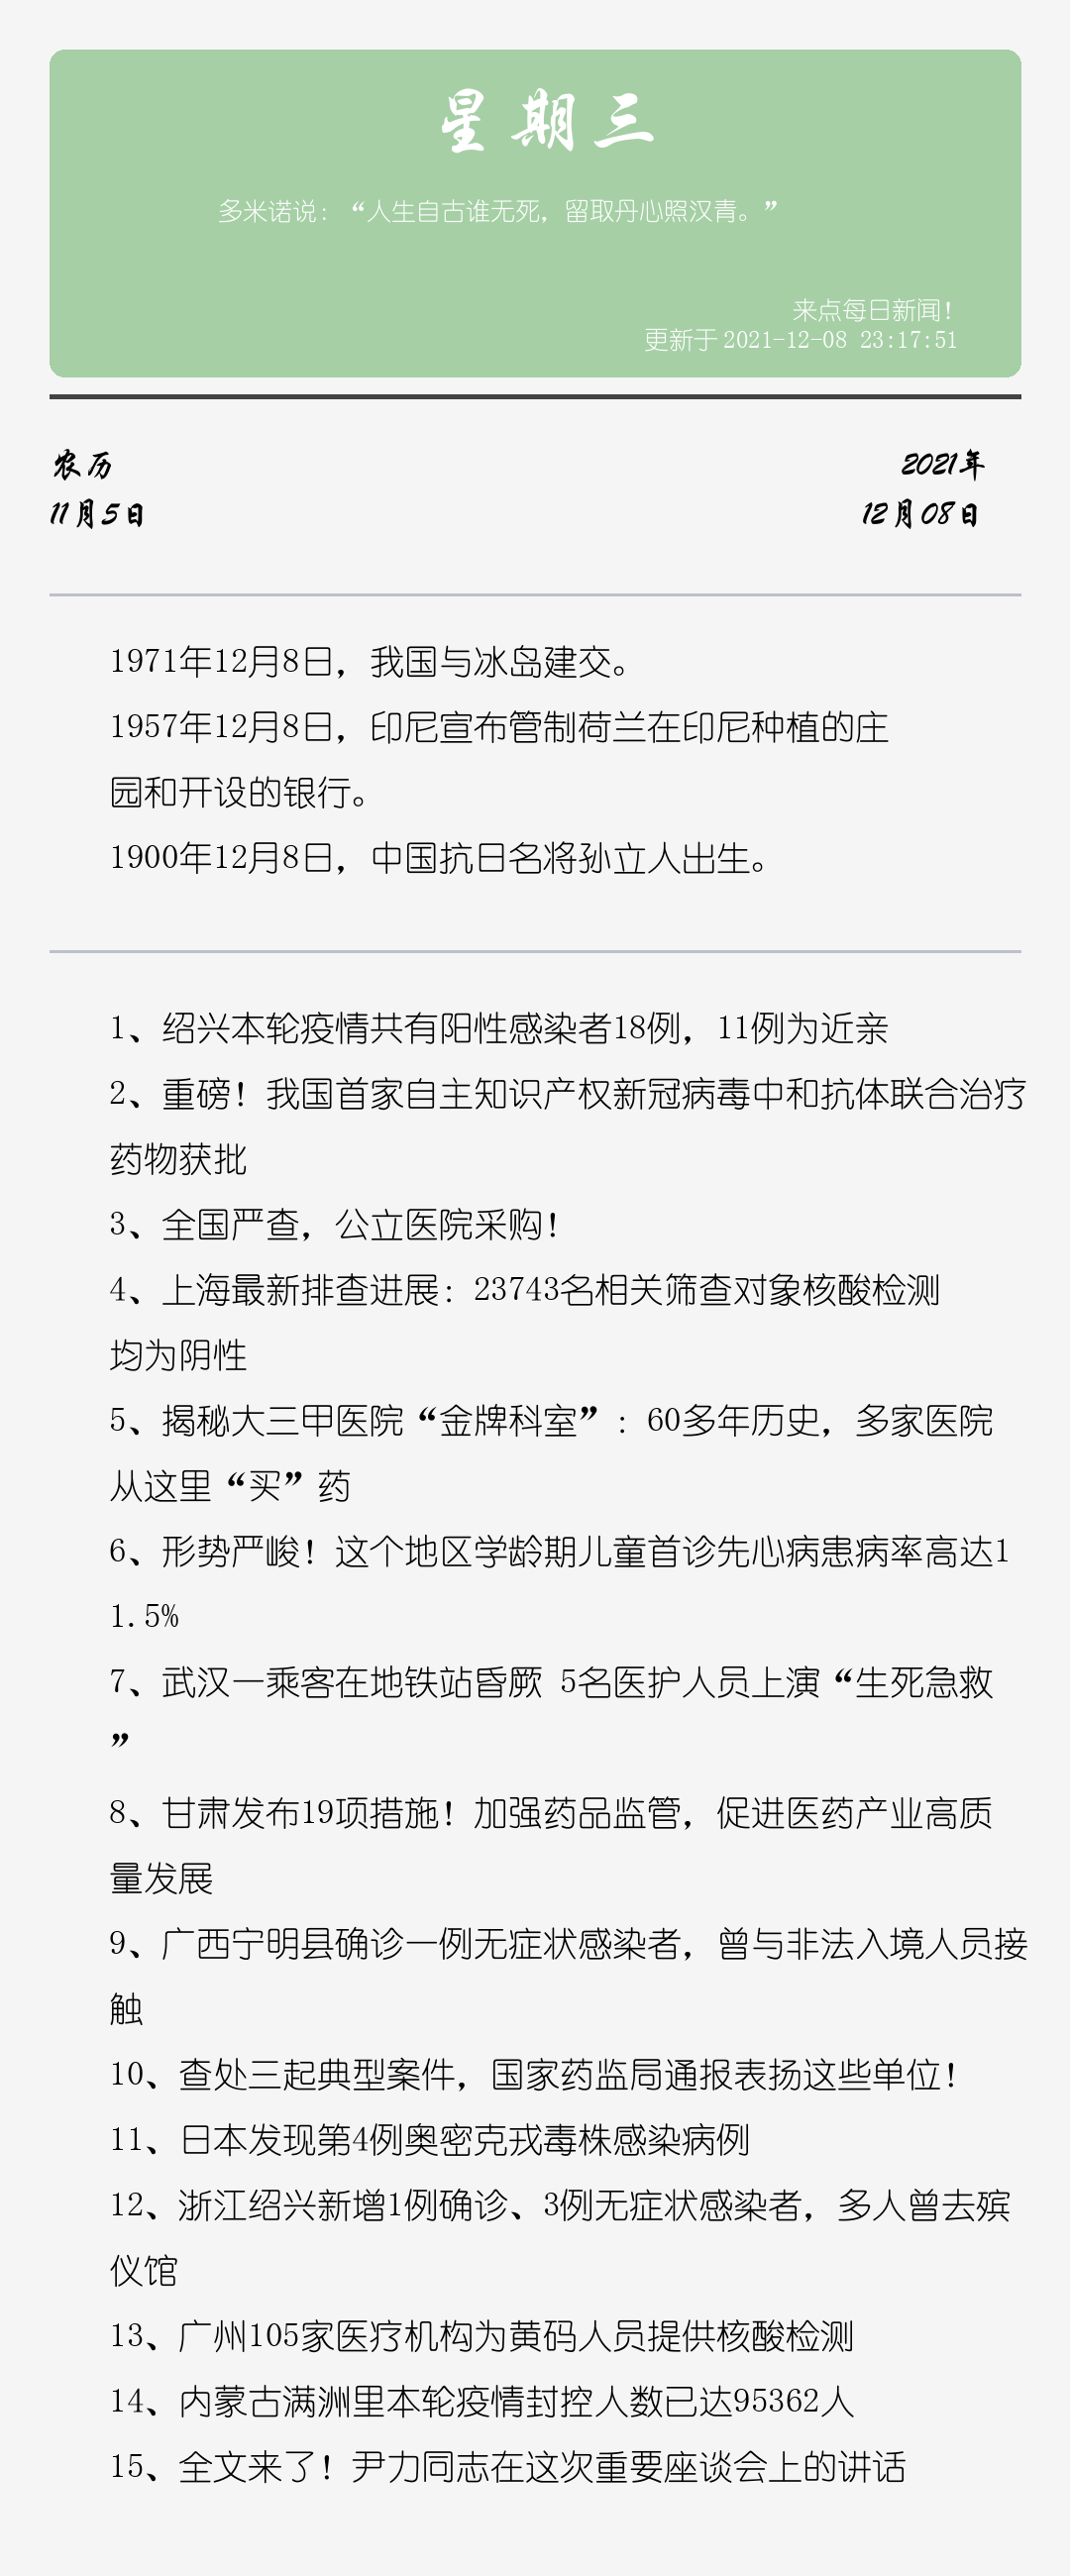 星期三
多米诺说：“人生自古谁无死，留取丹心照汉青。”
来点每日新闻！
更新于 2021-12-08 23:17:51
农历
2021年
11月5日
12月08日
1971年12月8日，我国与冰岛建交。
1957年12月8日，印尼宣布管制荷兰在印尼种植的庄
园和开设的银行。
1900年12月8日，中国抗日名将孙立人出生。
1、绍兴本轮疫情共有阳性感染者18例，11例为近亲
2、重磅！我国首家自主知识产权新冠病毒中和抗体联合治疗
药物获批
3、全国严查，公立医院采购！
4、上海最新排查进展：23743名相关筛查对象核酸检测
均为阴性
5、揭秘大三甲医院“金牌科室”：60多年历史，多家医院
从这里“买”药
6、形势严峻！这个地区学龄期儿童首诊先心病患病率高达1
1.5%
7、武汉一乘客在地铁站昏厥 5名医护人员上演“生死急救
”
8、甘肃发布19项措施！加强药品监管，促进医药产业高质
量发展
9、广西宁明县确诊一例无症状感染者，曾与非法入境人员接
触
10、查处三起典型案件，国家药监局通报表扬这些单位！
11、日本发现第4例奥密克戎毒株感染病例
12、浙江绍兴新增1例确诊、3例无症状感染者，多人曾去殡
仪馆
13、广州105家医疗机构为黄码人员提供核酸检测
14、内蒙古满洲里本轮疫情封控人数已达95362人
15、全文来了！尹力同志在这次重要座谈会上的讲话